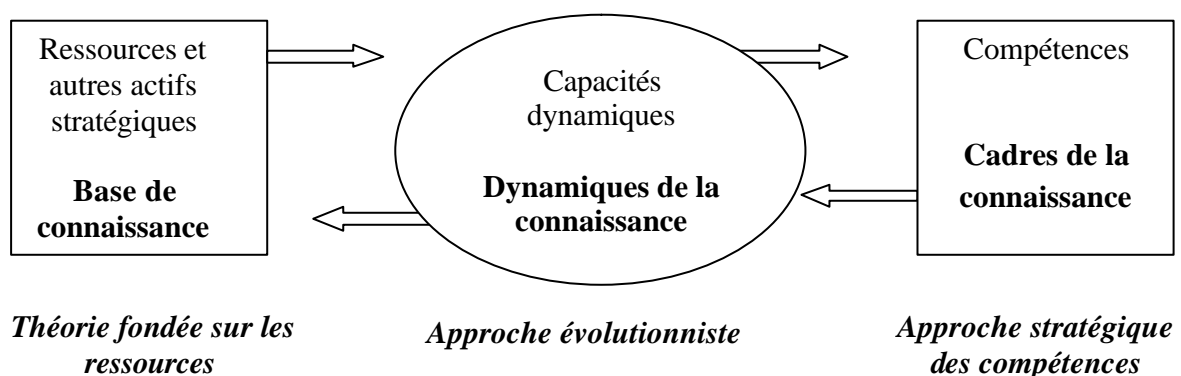 Ressources et
autres actifs
stratégiques
Base de
connaissance
Capacités
dynamiques
Dynamiques de la
connaissance
Compétences
Cadres de la
connaissance
Théorie fondée sur les
ressources
Approche évolutionniste
Approche stratégique
des compétences